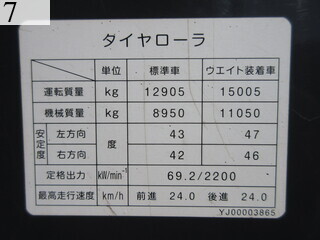 7
タイヤローラ
単位 標準車 ウエイト装着車
運転質量 kg 12905 15005
機械質量 kg 8950 11050
安定度 左方向 度 43 47
右方向 42 46
定格出力 kW/min⁻¹ 69.2/2200
最高走行速度 km/h 前進 24.0 後進 24.0
YJ00003865